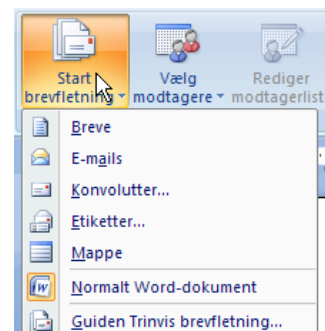 Start
brevfletning
Vælg
modtagere
Rediger
modtagerlist
Breve
E-mails
Konvolutter...
Etiketter...
Mappe
Normalt Word-dokument
Guiden Trinvis brevfletning...